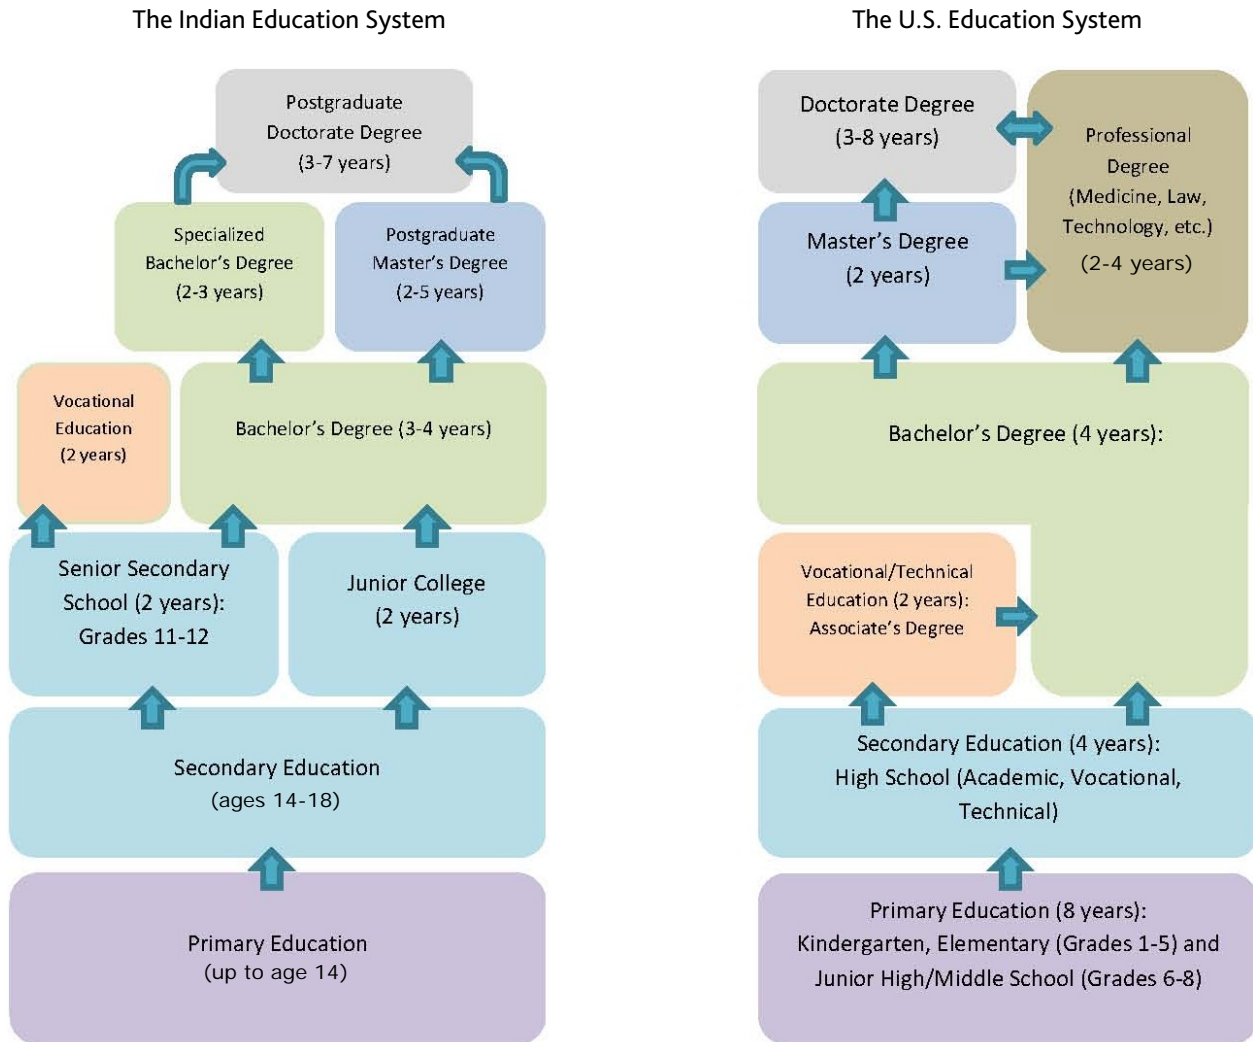 The Indian Education System
Postgraduate
Doctorate Degree
(3-7 years)
Specialized
Bachelor's Degree
(2-3 years)
Postgraduate
Master's Degree
(2-5 years)
Vocational
Education
(2 years)
Bachelor's Degree (3-4 years)
Senior Secondary
School (2 years):
Grades 11-12
Junior College
(2 years)
Secondary Education
(ages 14-18)
Primary Education
(up to age 14)
The U.S. Education System
Doctorate Degree
(3-8 years)
Professional
Degree
(Medicine, Law,
Technology, etc.)
(2-4 years)
Master's Degree
(2 years)
Bachelor's Degree (4 years):
Vocational/Technical
Education (2 years):
Associate's Degree
Secondary Education (4 years):
High School (Academic, Vocational,
Technical)
Primary Education (8 years):
Kindergarten, Elementary (Grades 1-5) and
Junior High/Middle School (Grades 6-8)